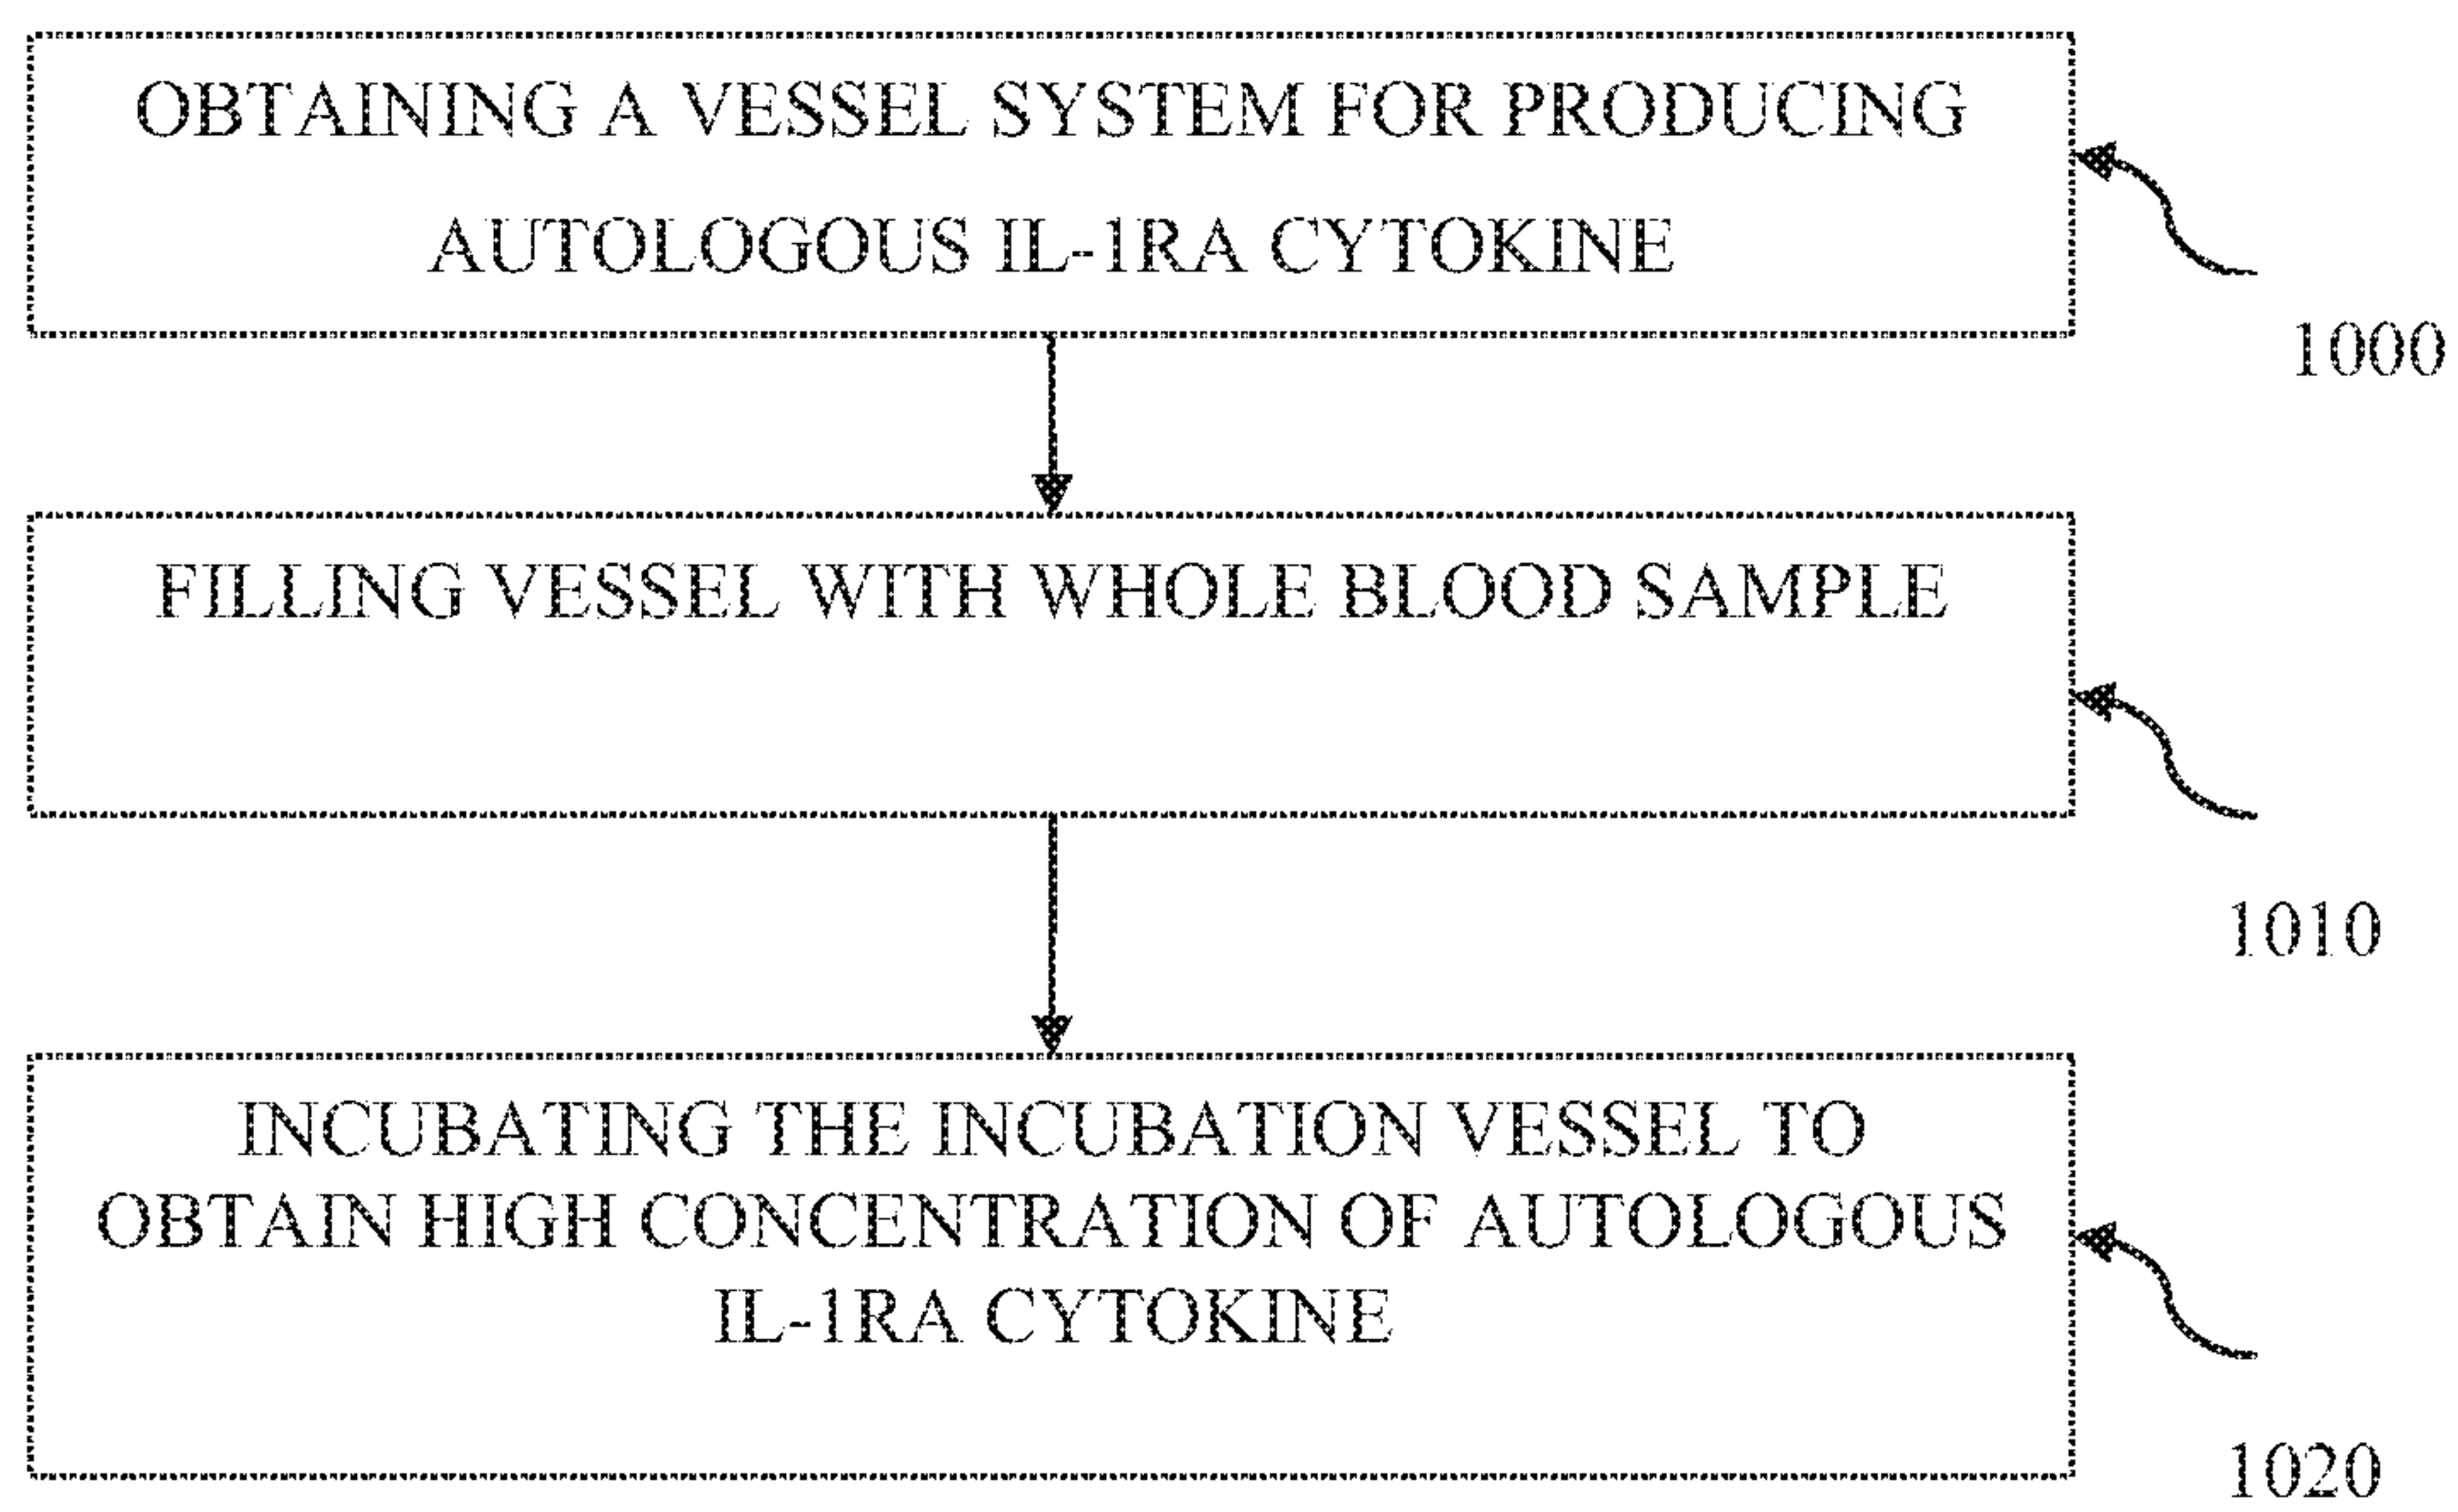 OBTAINING A VESSEL SYSTEM FOR PRODUCING
AUTOLOGOUS IL-1RA CYTOKINE
1000
FILLING VESSEL WITH WHOLE BLOOD SAMPLE
1010
INCUBATING THE INCUBATION VESSEL TO
OBTAIN HIGH CONCENTRATION OF AUTOLOGOUS
IL-1RA CYTOKINE
1020